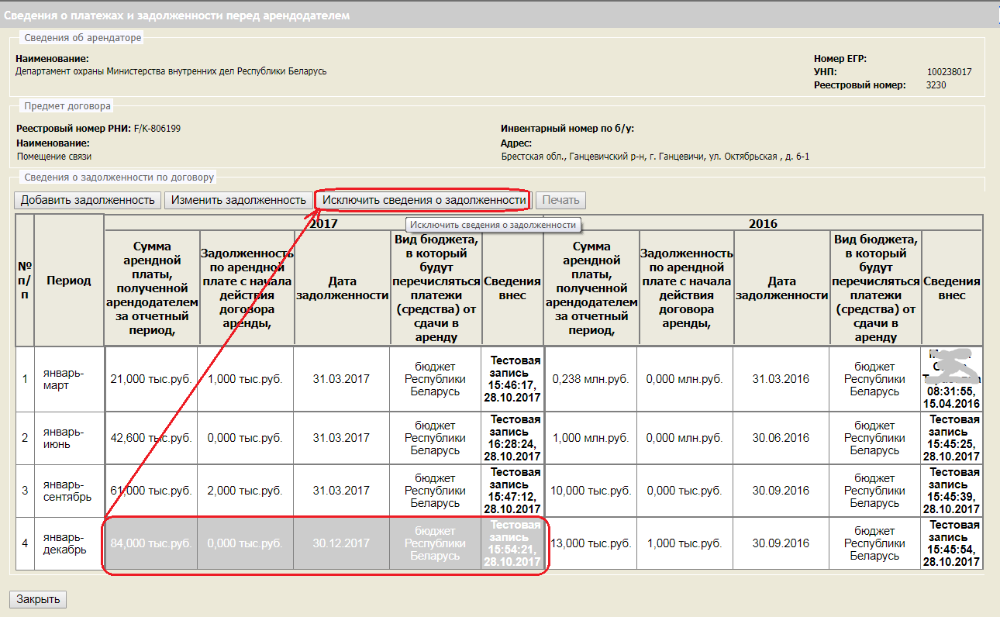 Сведения о платежах и задолженности перед арендодателем
Сведения об арендаторе
Наименование:
Департамент охраны Министерства внутренних дел Республики Беларусь
Номер ЕГР:
УНП: 100238017
Реестровый номер: 3230
Предмет договора
Реестровый номер РНИ: F/K-806199
Наименование:
Помещение связи
Инвентарный номер по б/у:
Адрес:
Брестская обл., Ганцевичский р-н, г. Ганцевичи, ул. Октябрьская , д. 6-1
Сведения о задолженности по договору
Добавить задолженность Изменить задолженность Исключить сведения о задолженности Печать
Исключить сведения о задолженности
№ п/п
Период
2017
Сумма
арендной
платы,
полученной
арендодателем
за отчетный
период,
Задолженность
по арендной
плате с начала
действия
договора
аренды,
Дата
задолженности
Вид бюджета,
в который
будут
перечисляться
платежи
(средства) от
сдачи в
аренду
Сведения
внес
2016
Сумма
арендной
платы,
полученной
арендодателем
за отчетный
период,
Задолженность
по арендной
плате с начала
действия
договора
аренды,
Дата
задолженности
Вид бюджета,
в который
будут
перечисляться
платежи
(средства) от
сдачи в
аренду
Сведения
внес
1
январь-
март
21,000 тыс.руб.
1,000 тыс.руб.
31.03.2017
бюджет
Республики
Беларусь
Тестовая
запись
15:46:17,
28.10.2017
0,238 млн.руб.
0,000 млн.руб.
31.03.2016
бюджет
Республики
Беларусь
08:31:55,
15.04.2016
2
январь-
июнь
42,600 тыс.руб.
0,000 тыс.руб.
31.03.2017
бюджет
Республики
Беларусь
Тестовая
запись
16:28:24,
28.10.2017
1,000 млн.руб.
0,000 млн.руб.
30.06.2016
бюджет
Республики
Беларусь
Тестовая
запись
15:45:25,
28.10.2017
3
январь-
сентябрь
61,000 тыс.руб.
2,000 тыс.руб.
31.03.2017
бюджет
Республики
Беларусь
Тестовая
запись
15:47:12,
28.10.2017
10,000 тыс.руб.
0,000 тыс.руб.
30.09.2016
бюджет
Республики
Беларусь
Тестовая
запись
15:45:39,
28.10.2017
4
январь-
декабрь
84,000 тыс.руб.
0,000 тыс.руб.
30.12.2017
бюджет
Республики
Беларусь
Тестовая
запись
15:54:21,
28.10.2017
13,000 тыс.руб.
1,000 тыс.руб.
30.09.2016
бюджет
Республики
Беларусь
Тестовая
запись
15:45:54,
28.10.2017
Закрыть